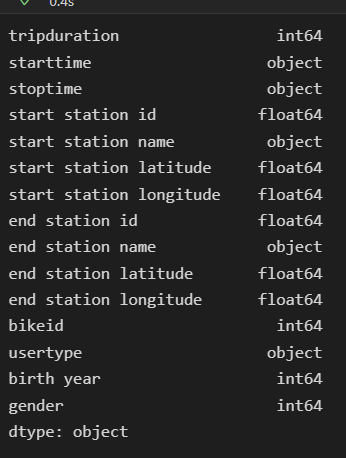 0.4s
tripduration int64
starttime object
stoptime object
start station id float64
start station name object
start station latitude float64
start station longitude float64
end station id float64
end station name object
end station latitude float64
end station longitude float64
bikeid int64
usertype object
birth year int64
gender int64
dtype: object